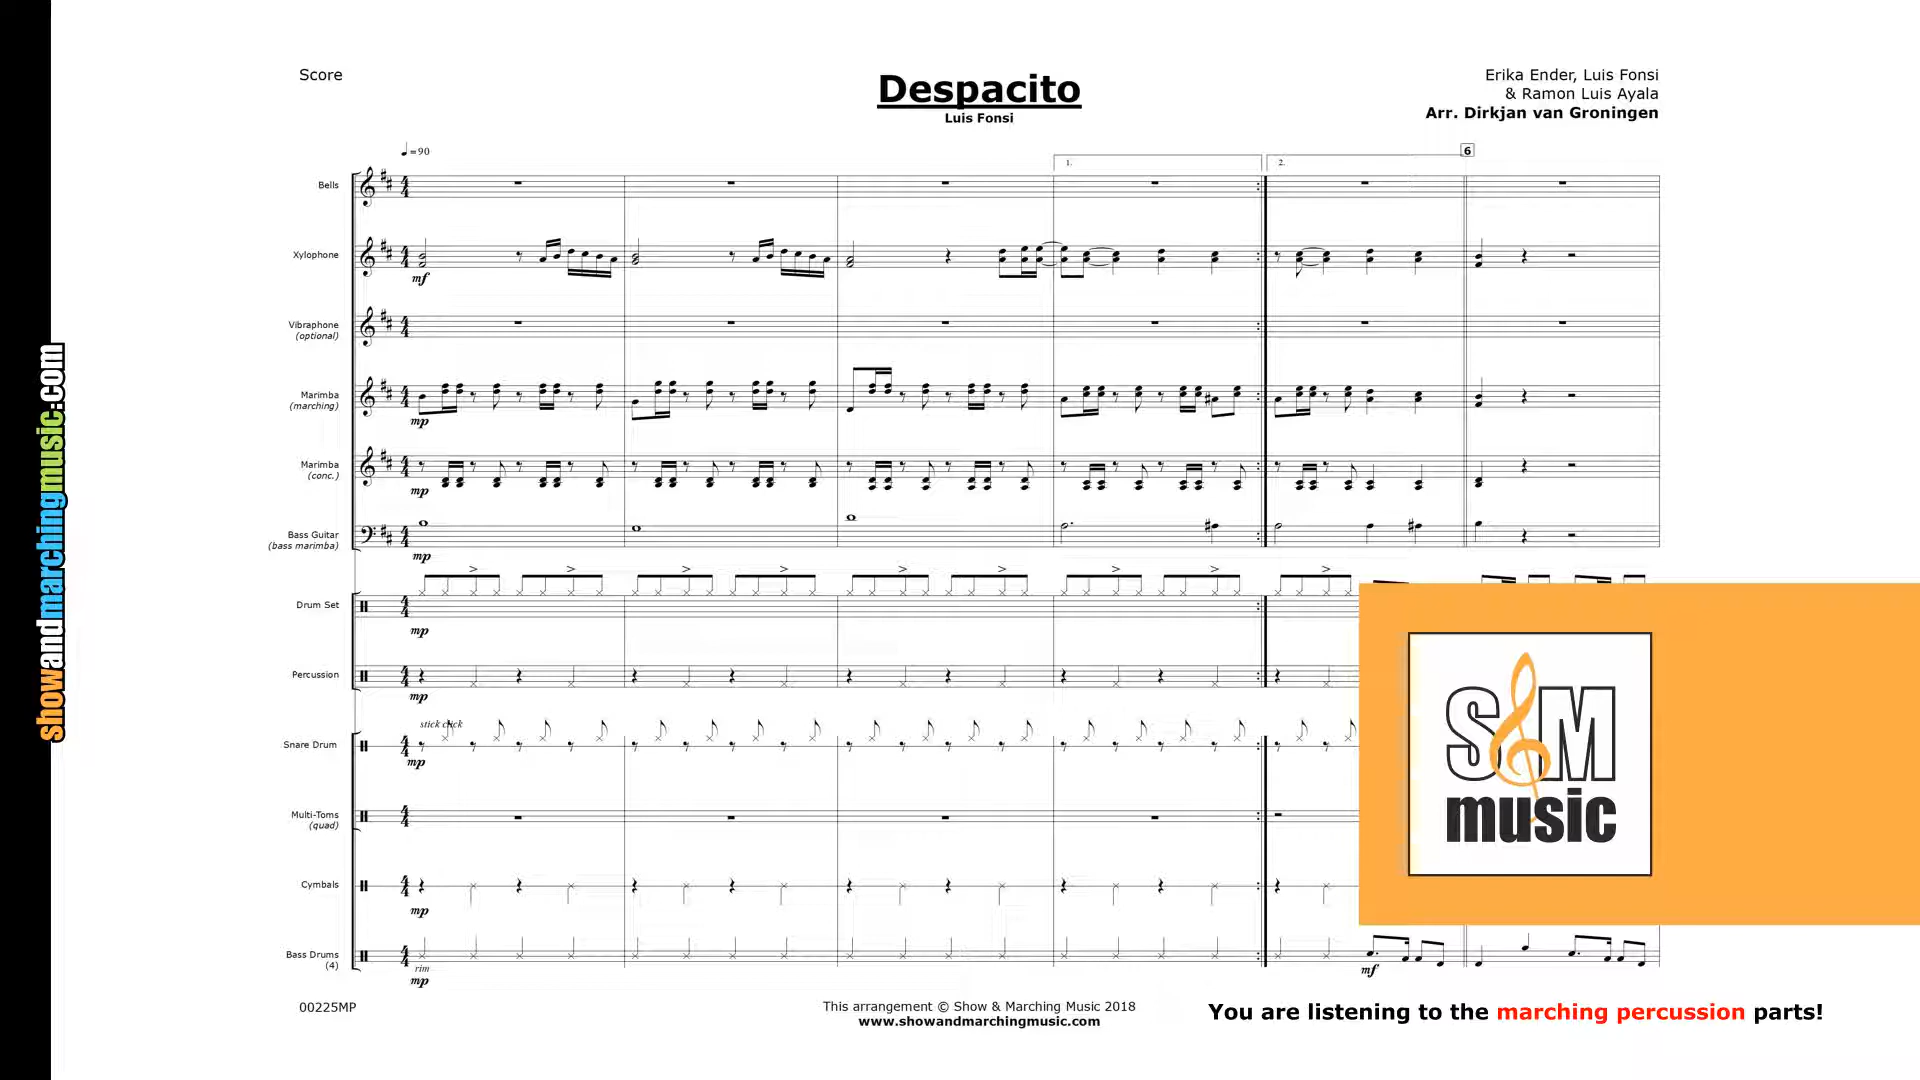 Score
Despacito
Luis Fonsi
Erika Ender, Luis Fonsi
& Ramon Luis Ayala
Arr. Dirkjan van Groningen
=90
1.
2.
6
Bells
Xylophone
mf
Vibraphone
(optional)
Marimba
(marching)
mp
Marimba
(conc.)
mp
Bass Guitar
(bass marimba)
mp
Drum Set
mp
Percussion
mp
stick click
Snare Drum
mp
Multi-Toms
(quad)
Cymbals
mp
Bass Drums
(4)
rim
mp
mf
S M
music
showandmarchingmusic.com
00225MP
This arrangement © Show & Marching Music 2018
www.showandmarchingmusic.com
You are listening to the marching percussion parts!